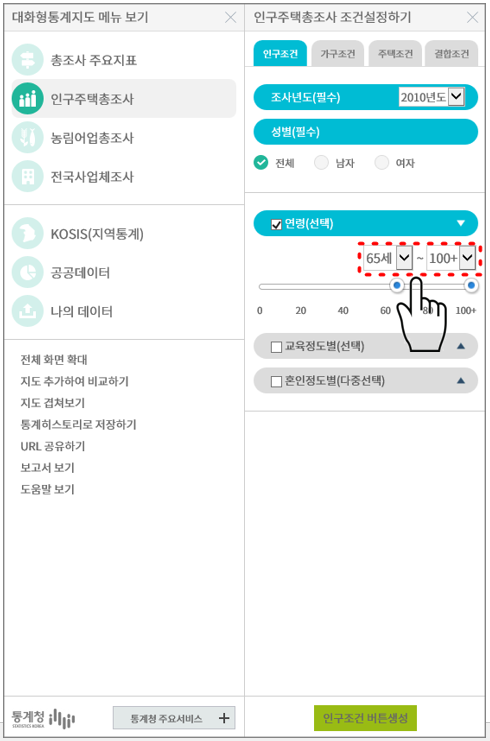 대화형통계지도 메뉴 보기
총조사 주요지표
인구주택총조사
농림어업총조사
전국사업체조사
KOSIS(지역통계)
공공데이터
나의 데이터
전체 화면 확대
지도 추가하여 비교하기
지도 겹쳐보기
통계히스토리로 저장하기
URL 공유하기
보고서 보기
도움말 보기
통계청
STATISTICS KOREA
통계청 주요서비스 +
인구주택총조사 조건설정하기
인구조건 가구조건 주택조건 결합조건
조사년도(필수) 2010년도
성별(필수)
전체 남자 여자
연령(선택)
65세 ~ 100+
0 20 40 60 80 100+
교육정도별(선택)
혼인정도별(다중선택)
인구조건 버튼생성